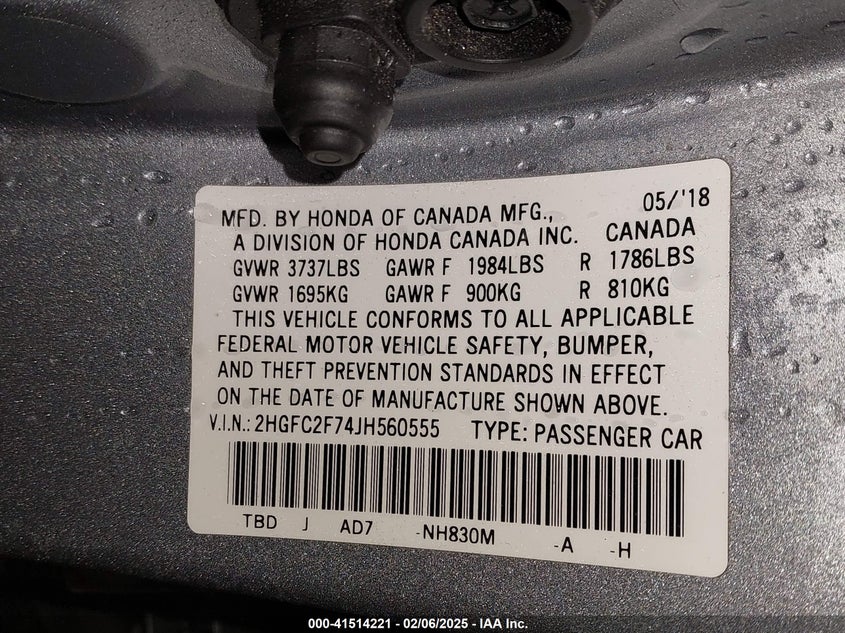 05/'18
MFD. BY HONDA OF CANADA MFG.,
A DIVISION OF HONDA CANADA INC. CANADA
GVWR 3737LBS GAWR F 1984LBS R 1786LBS
GVWR 1695KG GAWR F 900KG R 810KG
THIS VEHICLE CONFORMS TO ALL APPLICABLE
FEDERAL MOTOR VEHICLE SAFETY, BUMPER,
AND THEFT PREVENTION STANDARDS IN EFFECT
ON THE DATE OF MANUFACTURE SHOWN ABOVE.
V.I.N.: 2HGFC2F74JH560555 TYPE: PASSENGER CAR
TBD J AD7 -NH830M -A -H
000-41514221 - 02/06/2025 - IAA Inc.